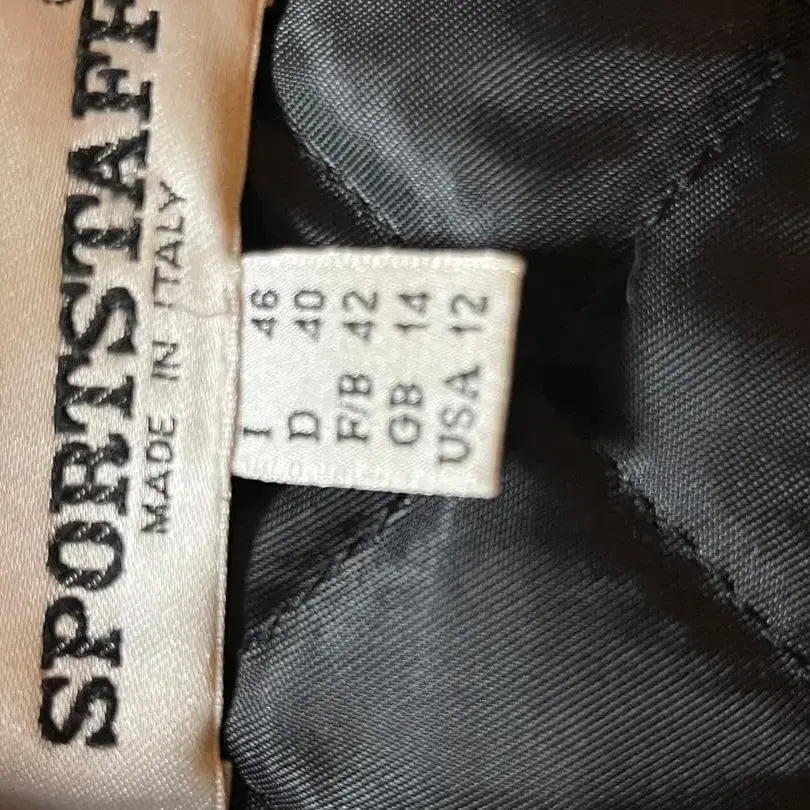 SPORTSTAFF
MADE IN ITALY
I 46
D 40
F/B 42
GB 14
USA 12